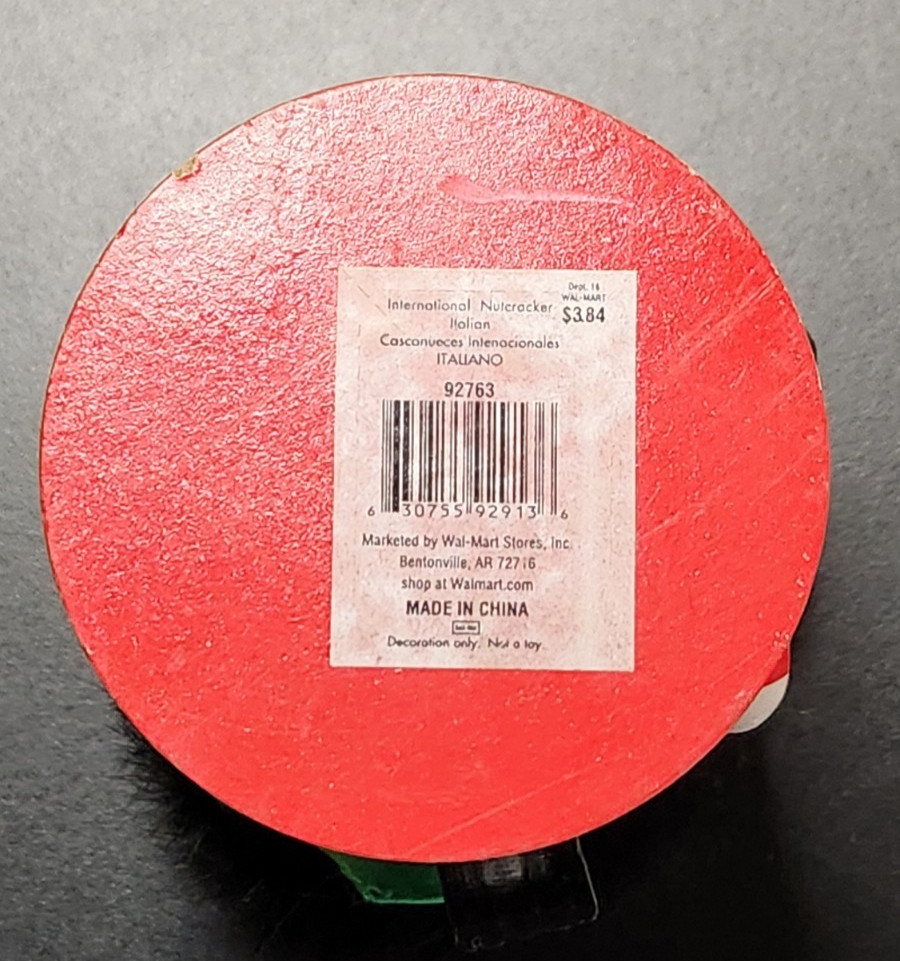 Dept. 16
WAL-MART
$3.84
International Nutcracker
Italian
Cascanueces Intenacionales
ITALIANO
92763
6 30755 92913 6
Marketed by Wal-Mart Stores, Inc.
Bentonville, AR 72716
shop at Walmart.com
MADE IN CHINA
Decoration only. Not a toy.